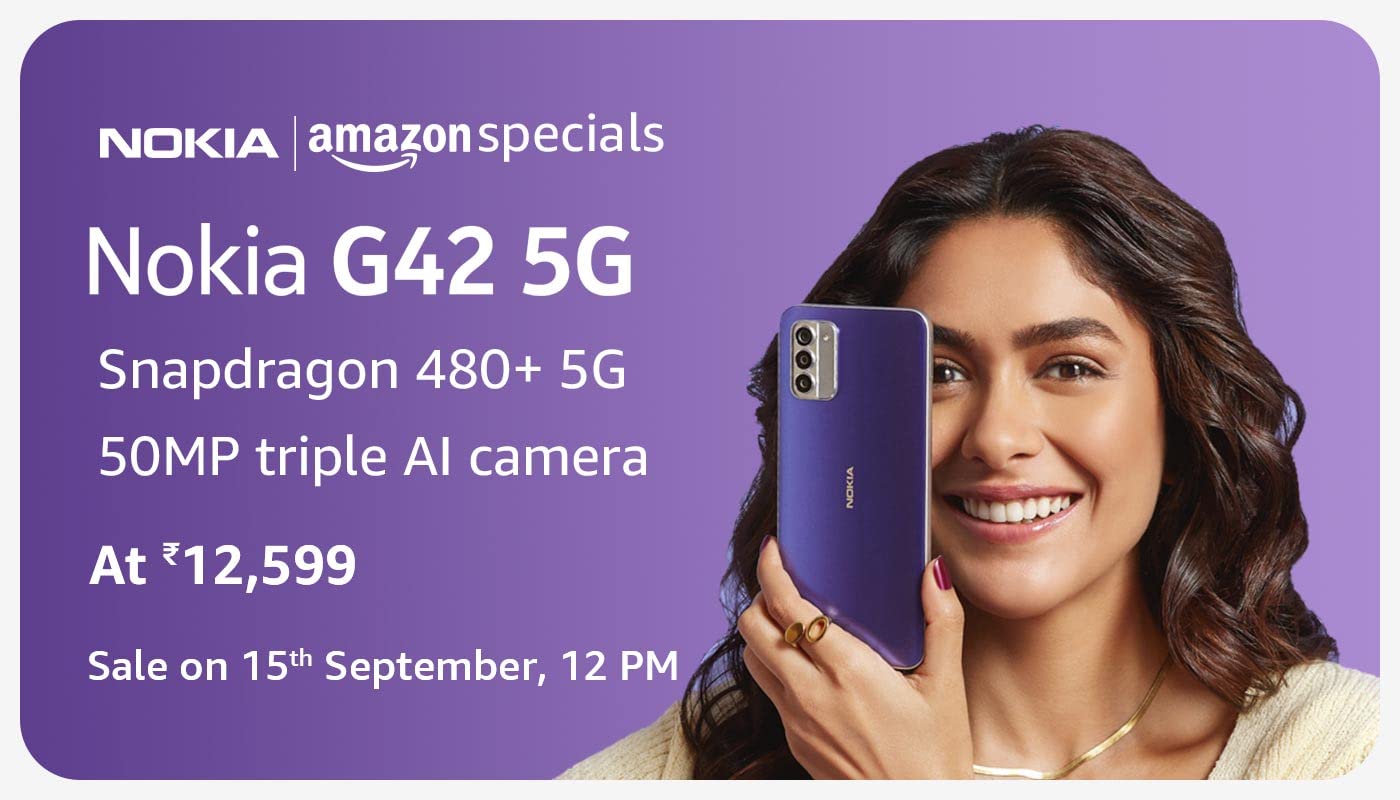 NOKIA | amazon specials
Nokia G42 5G
Snapdragon 480+ 5G
50MP triple AI camera
At ₹12,599
Sale on 15th September, 12 PM
NOKIA